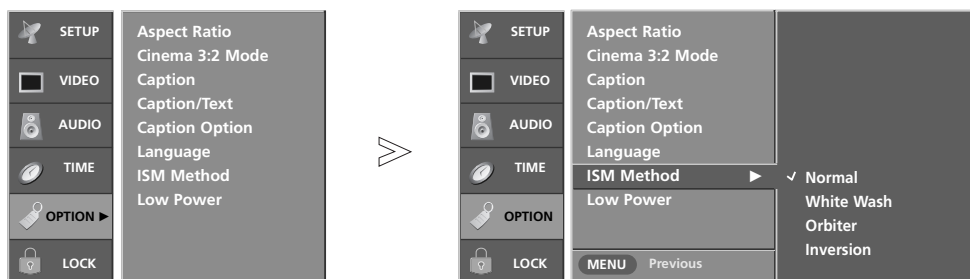 SETUP
VIDEO
AUDIO
TIME
OPTION ►
LOCK
Aspect Ratio
Cinema 3:2 Mode
Caption
Caption/Text
Caption Option
Language
ISM Method
Low Power
SETUP
VIDEO
AUDIO
TIME
OPTION
LOCK
Aspect Ratio
Cinema 3:2 Mode
Caption
Caption/Text
Caption Option
Language
ISM Method ►
Low Power
MENU Previous
✓ Normal
White Wash
Orbiter
Inversion